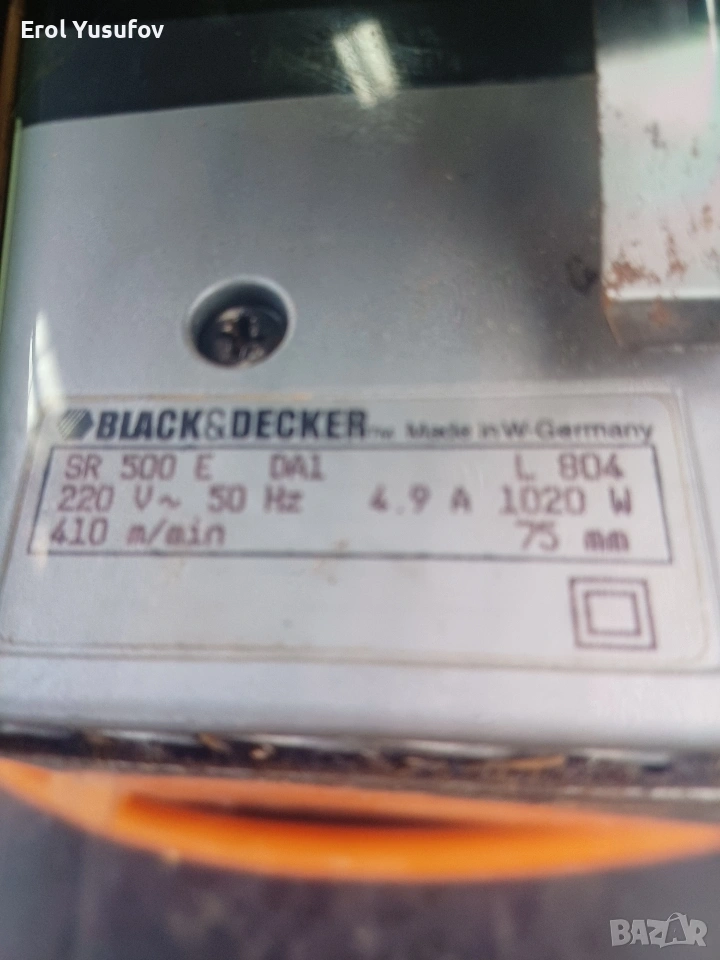 Erol Yusufov
BLACK&DECKER TM Made in W-Germany
SR 500 E DA1 L 804
220 V~ 50 Hz 4.9 A 1020 W
410 m/min 75 mm
BAZAR